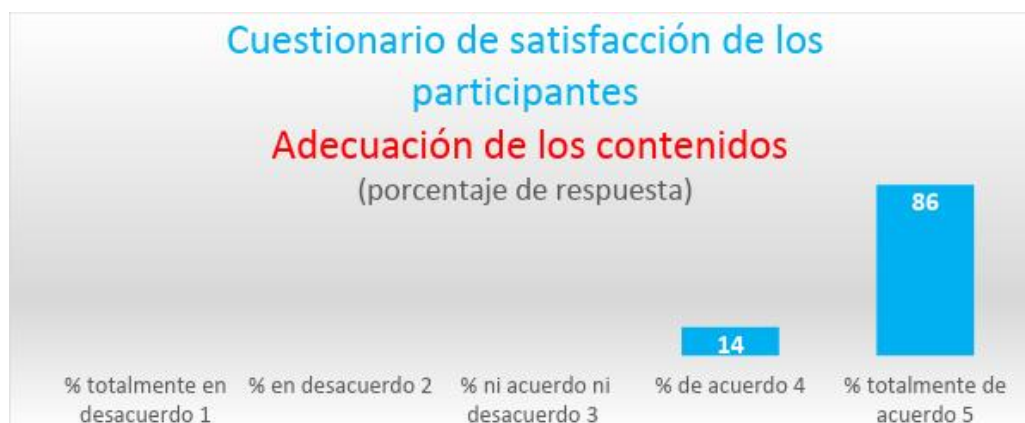 Cuestionario de satisfacción de los
participantes
Adecuación de los contenidos
(porcentaje de respuesta)
86
14
% totalmente en
desacuerdo 1
% en desacuerdo 2
% ni acuerdo ni
desacuerdo 3
% de acuerdo 4
% totalmente de
acuerdo 5